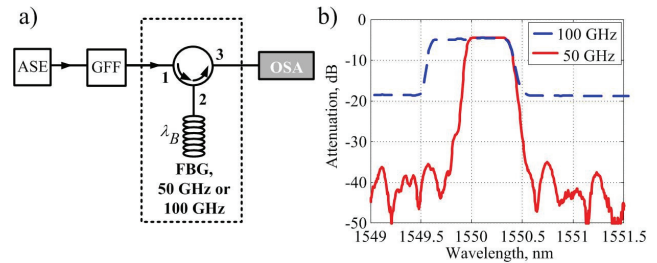 a)
ASE
GFF
1
3
2
OSA
λB
FBG,
50 GHz or
100 GHz
b)
0
-10
-20
-30
-40
-50
Attenuation, dB
100 GHz
50 GHz
1549
1549.5
1550
1550.5
1551
1551.5
Wavelength, nm